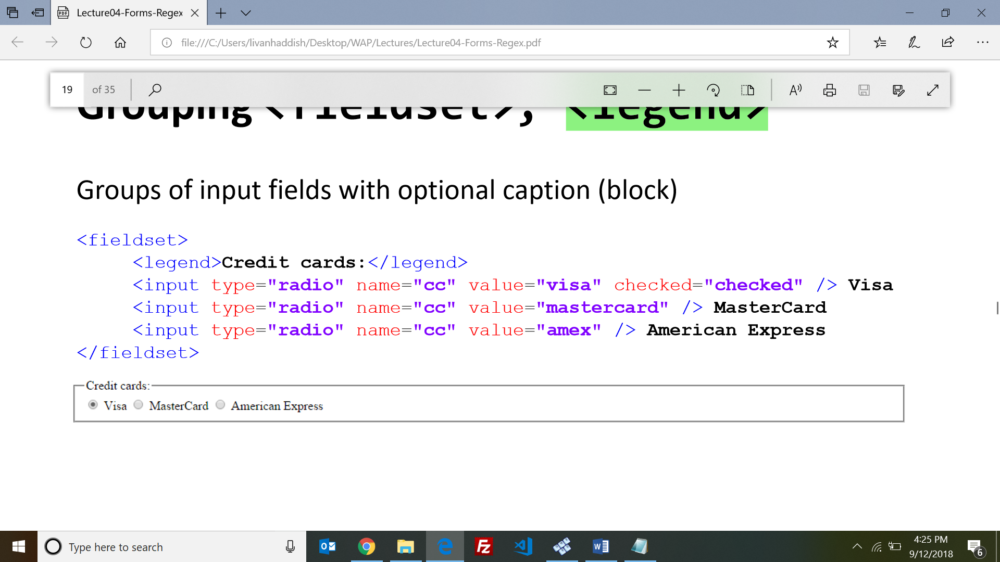 Lecture04-Forms-Regex
file:///C:/Users/livanhaddish/Desktop/WAP/Lectures/Lecture04-Forms-Regex.pdf
19 of 35
Grouping <fieldset>, <legend>
Groups of input fields with optional caption (block)
<fieldset>
<legend>Credit cards:</legend>
<input type="radio" name="cc" value="visa" checked="checked" /> Visa
<input type="radio" name="cc" value="mastercard" /> MasterCard
<input type="radio" name="cc" value="amex" /> American Express
</fieldset>
Credit cards:
Visa MasterCard American Express
Type here to search
4:25 PM
9/12/2018
6